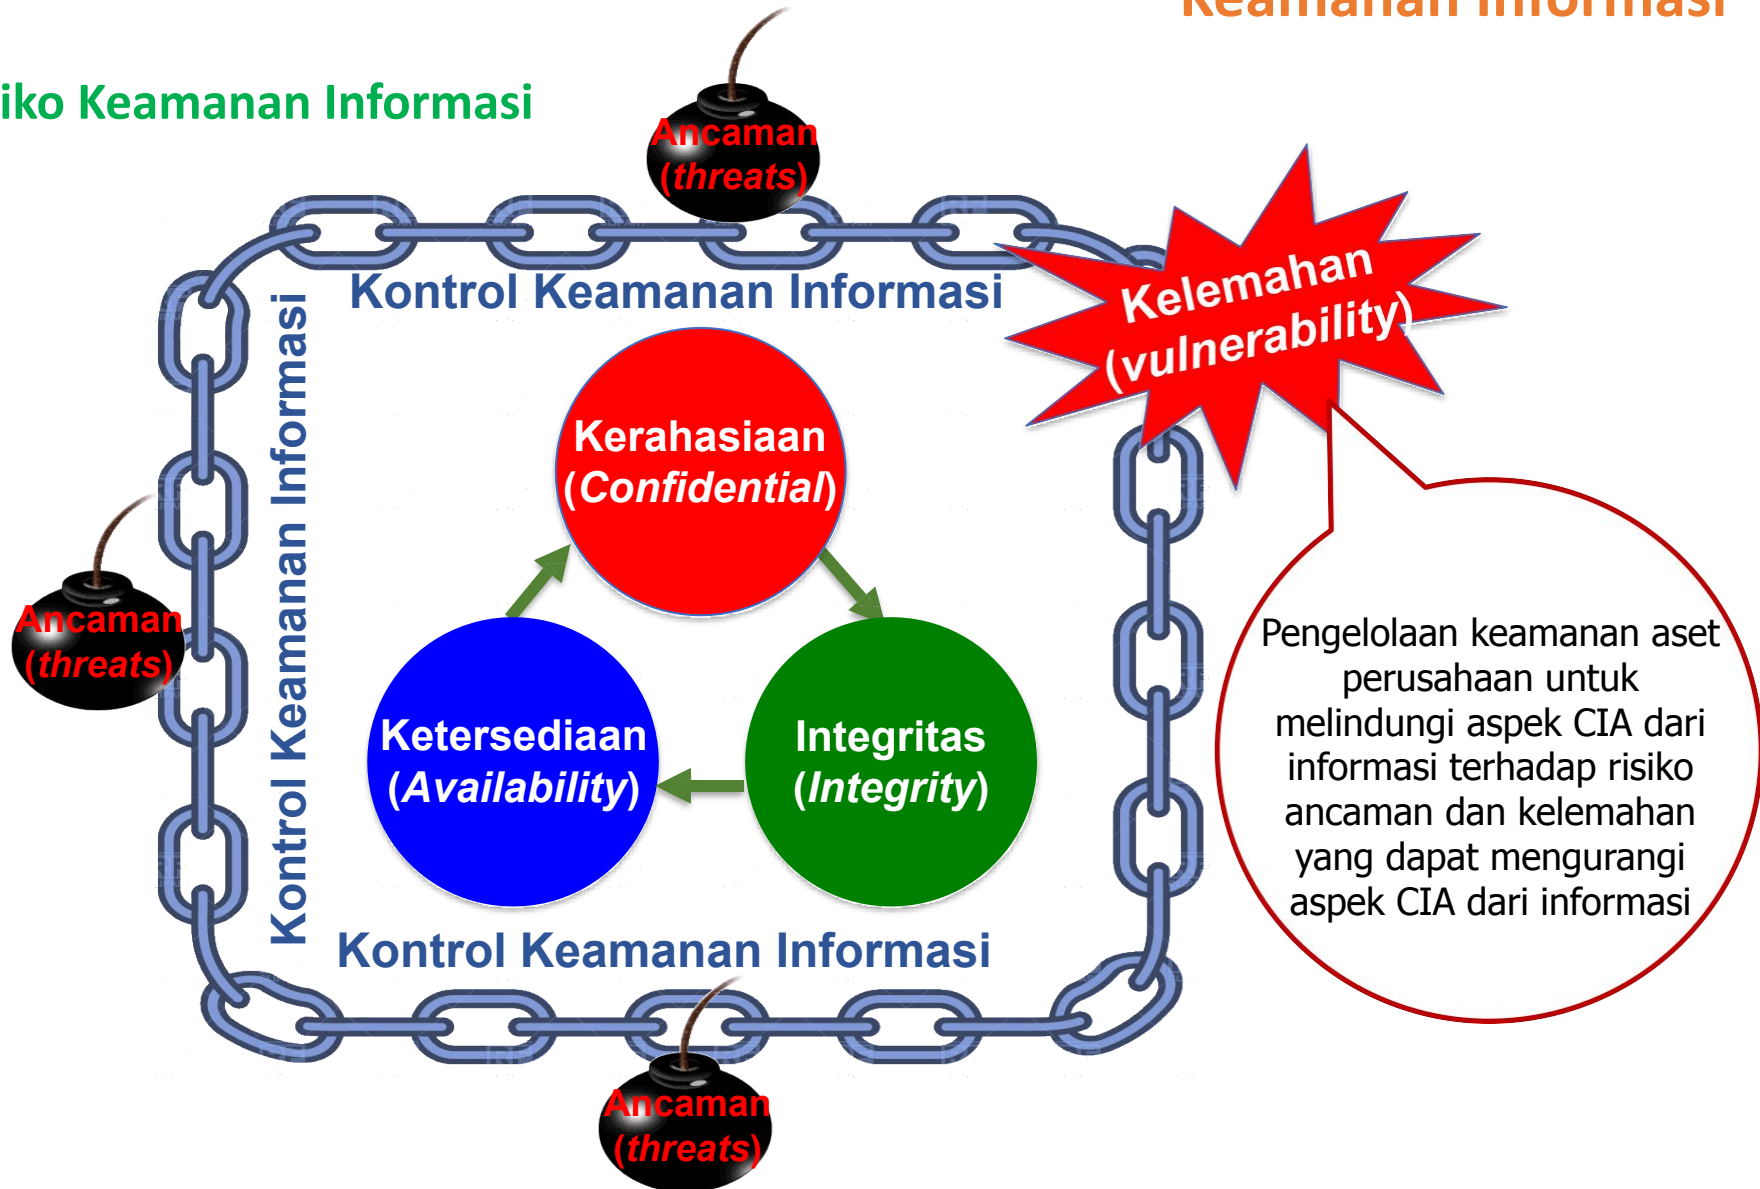 Keamanan Informasi
iko Keamanan Informasi
Ancaman
(threats)
Kelemahan
(vulnerability)
Kontrol Keamanan Informasi
Kontrol Keamanan Informasi
Kerahasiaan
(Confidential)
Ancaman
(threats)
Ketersediaan
(Availability)
Integritas
(Integrity)
Pengelolaan keamanan aset
perusahaan untuk
melindungi aspek CIA dari
informasi terhadap risiko
ancaman dan kelemahan
yang dapat mengurangi
aspek CIA dari informasi
Kontrol Keamanan Informasi
Ancaman
(threats)